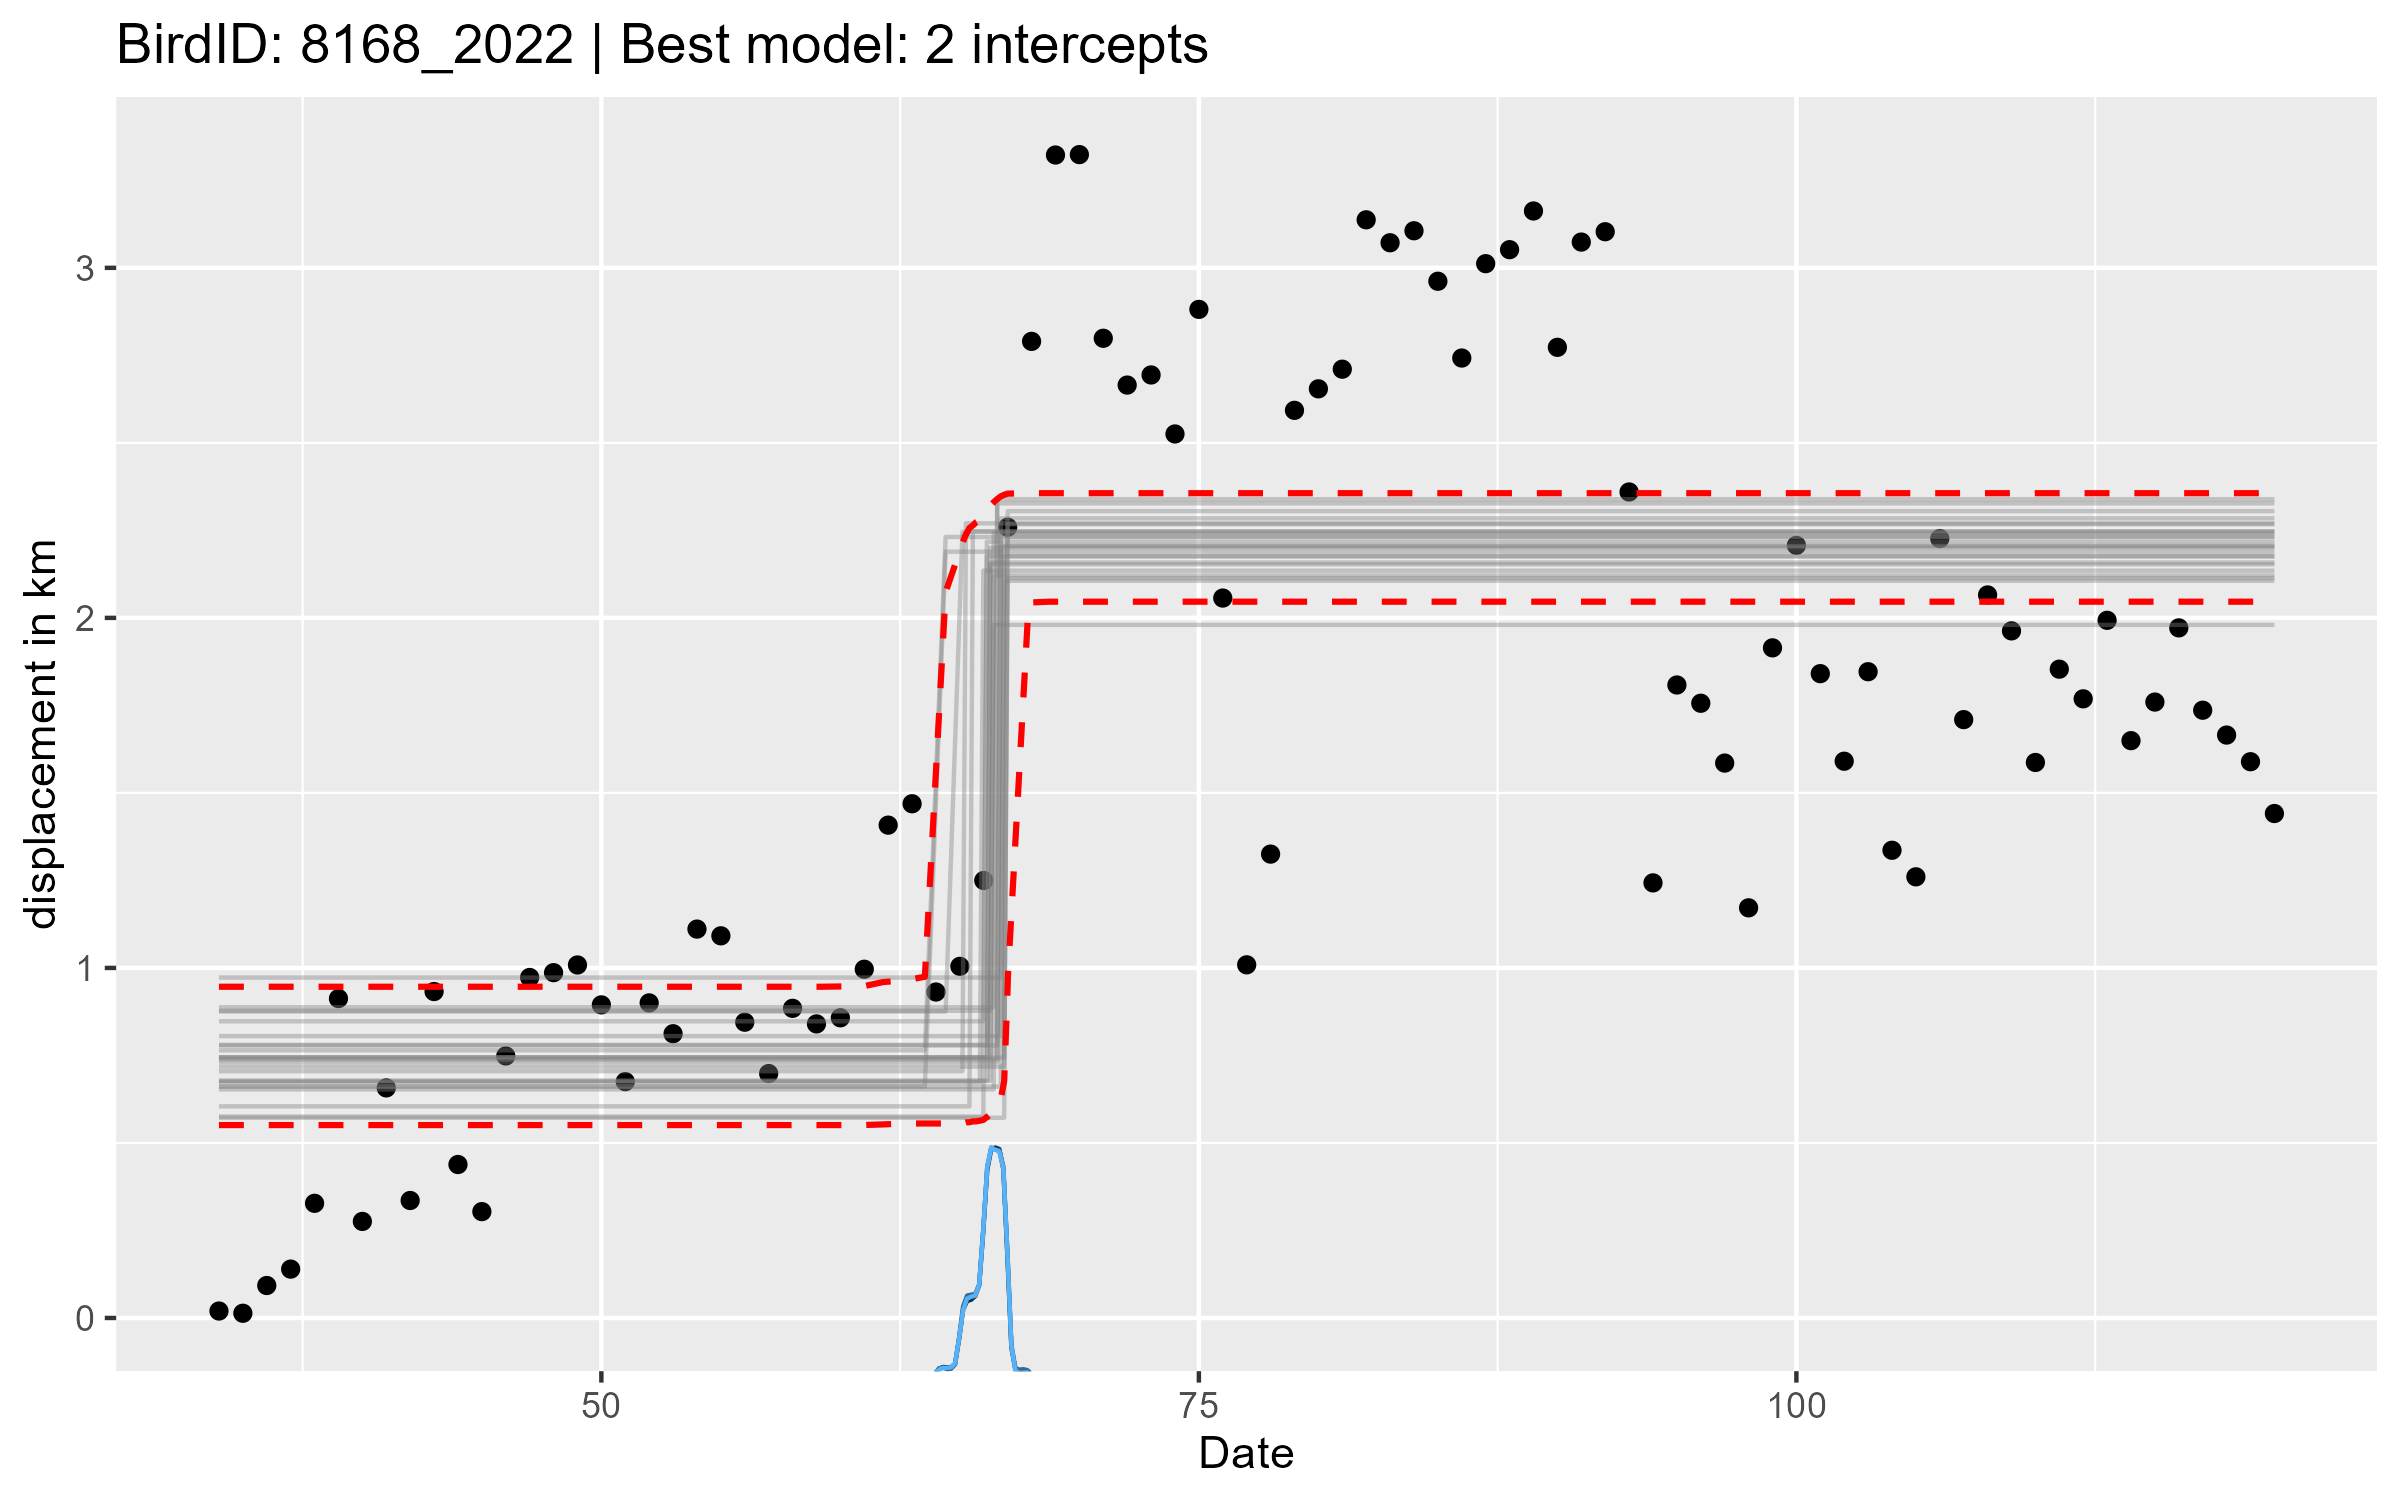 BirdID: 8168_2022 | Best model: 2 intercepts
displacement in km
3
2
1
0
50 75 100
Date